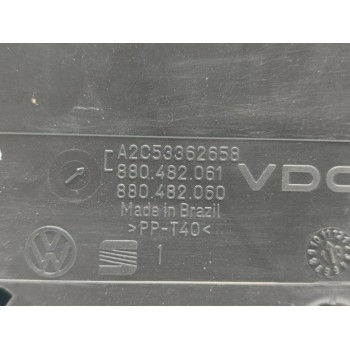 A2C53362658
880.482.061
880.482.060
VDO
Made in Brazil
>PP-T40<
1